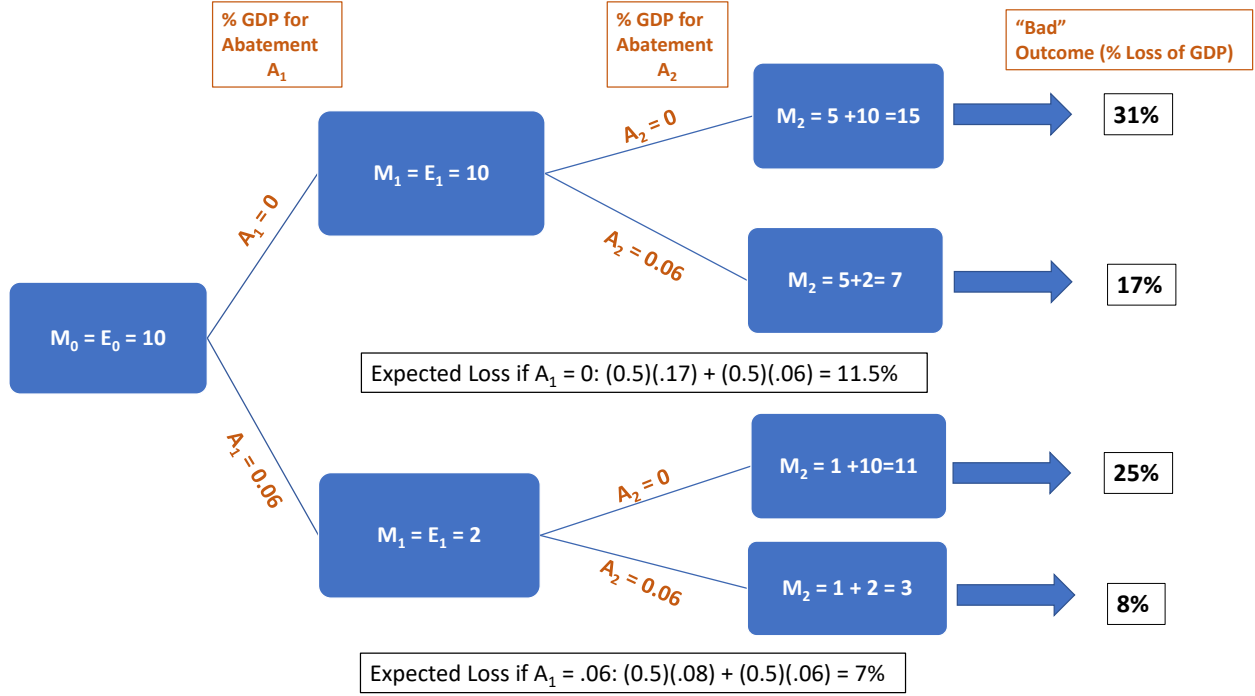 % GDP for
Abatement
A₁
% GDP for
Abatement
A₂
“Bad”
Outcome (% Loss of GDP)
M₀ = E₀ = 10
A₁ = 0
A₁ = 0.06
M₁ = E₁ = 10
A₂ = 0
A₂ = 0.06
M₂ = 5 +10 =15
31%
M₂ = 5+2= 7
17%
Expected Loss if A₁ = 0: (0.5)(.17) + (0.5)(.06) = 11.5%
M₁ = E₁ = 2
A₂ = 0
A₂ = 0.06
M₂ = 1 +10=11
25%
M₂ = 1 + 2 = 3
8%
Expected Loss if A₁ = .06: (0.5)(.08) + (0.5)(.06) = 7%